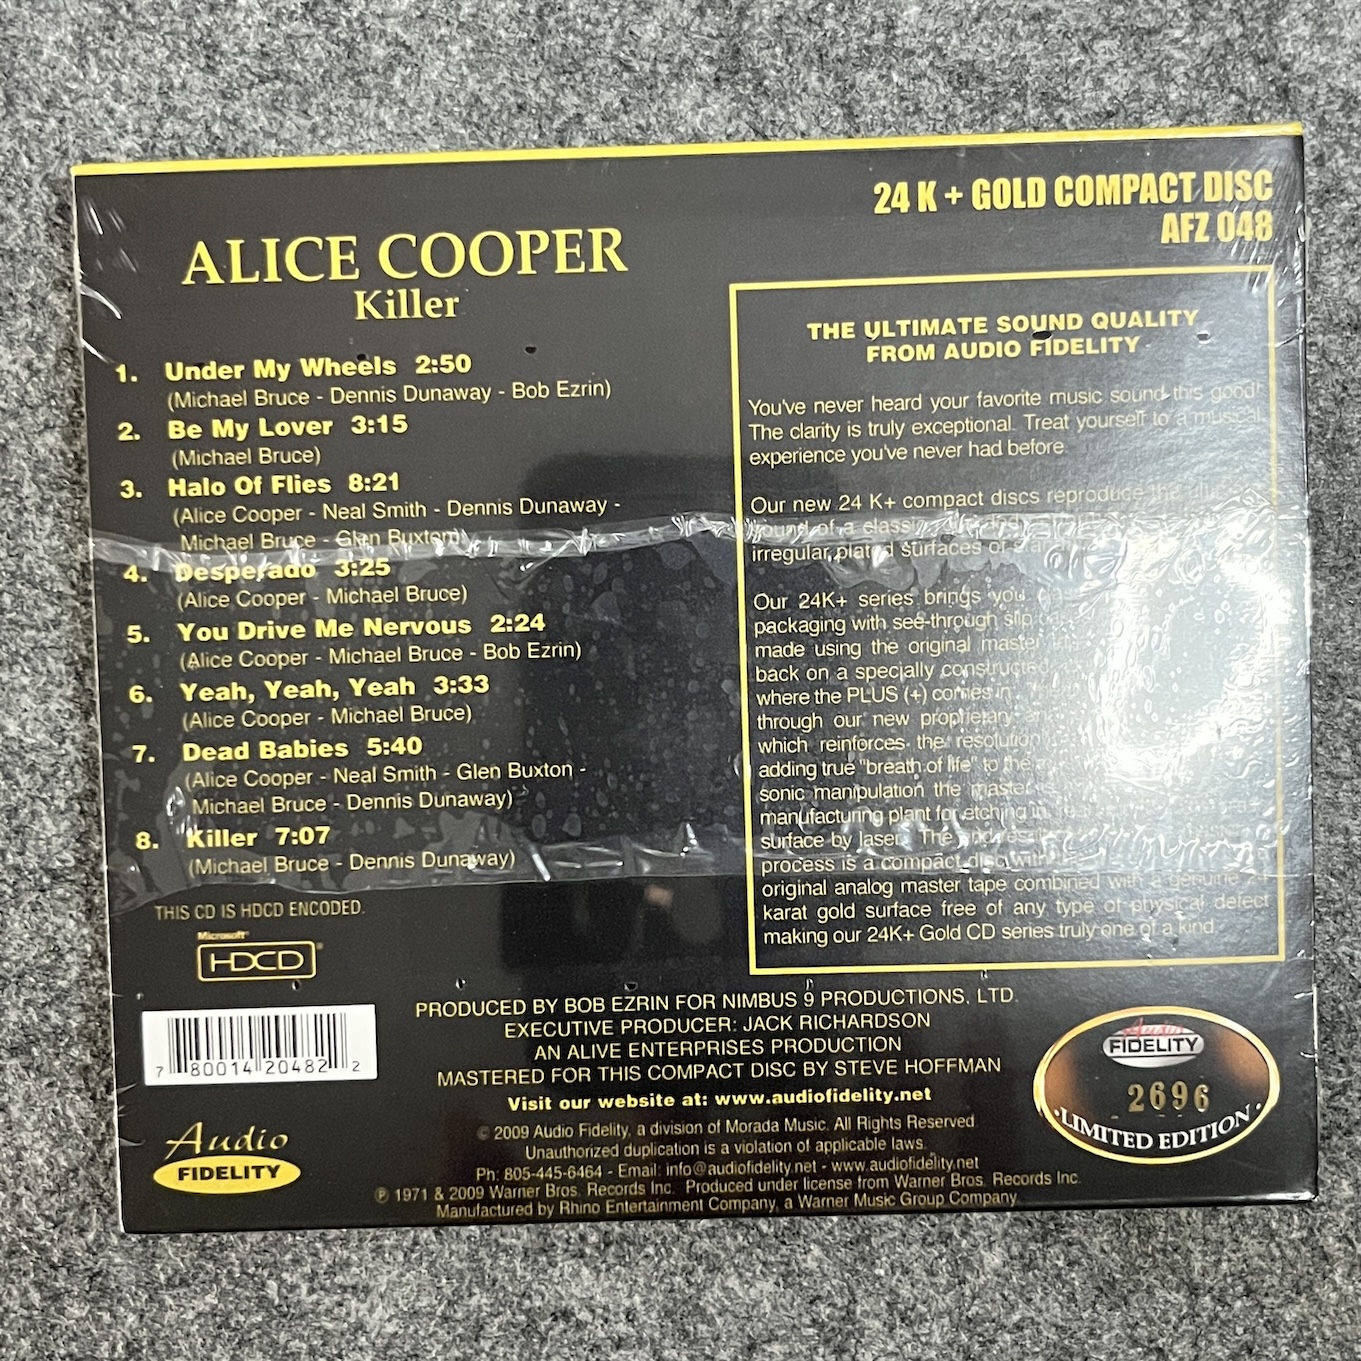 24 K + GOLD COMPACT DISC
AFZ 048
ALICE COOPER
Killer
1. Under My Wheels 2:50
(Michael Bruce - Dennis Dunaway - Bob Ezrin)
2. Be My Lover 3:15
(Michael Bruce)
3. Halo Of Flies 8:21
(Alice Cooper - Neal Smith - Dennis Dunaway -
Michael Bruce - Glen Buxtom)
4. Desperado 3:25
(Alice Cooper - Michael Bruce)
5. You Drive Me Nervous 2:24
(Alice Cooper - Michael Bruce - Bob Ezrin)
6. Yeah, Yeah, Yeah 3:33
(Alice Cooper - Michael Bruce)
7. Dead Babies 5:40
(Alice Cooper - Neal Smith - Glen Buxton -
Michael Bruce - Dennis Dunaway)
8. Killer 7:07
(Michael Bruce - Dennis Dunaway)
THIS CD IS HDCD ENCODED.
Microsoft
HDCD
7 80014 20482 2
Audio
FIDELITY
THE ULTIMATE SOUND QUALITY
FROM AUDIO FIDELITY
You've never heard your favorite music sound this good!
The clarity is truly exceptional. Treat yourself to a musical
experience you've never had before.
Our new 24 K+ compact discs reproduce the
sound of a classic
irregular, plated surfaces of
Our 24K+ series brings you
packaging with see-through slip
made using the original master
back on a specially constructed
where the PLUS (+) comes in.
through our new proprietary
which reinforces the resolution
adding true "breath of life" to the
sonic manipulation the master
manufacturing plant for etching
surface by laser. The end result
process is a compact disc with
original analog master tape combined with a genuine 24
karat gold surface free of any type of physical defect
making our 24K+ Gold CD series truly one of a kind.
PRODUCED BY BOB EZRIN FOR NIMBUS 9 PRODUCTIONS, LTD.
EXECUTIVE PRODUCER: JACK RICHARDSON
AN ALIVE ENTERPRISES PRODUCTION
MASTERED FOR THIS COMPACT DISC BY STEVE HOFFMAN
Visit our website at: www.audiofidelity.net
© 2009 Audio Fidelity, a division of Morada Music. All Rights Reserved.
Unauthorized duplication is a violation of applicable laws.
Ph: 805-445-6464 - Email: info@audiofidelity.net - www.audiofidelity.net
℗ 1971 & 2009 Warner Bros. Records Inc. Produced under license from Warner Bros. Records Inc.
Manufactured by Rhino Entertainment Company, a Warner Music Group Company
Audio
FIDELITY
2696
LIMITED EDITION